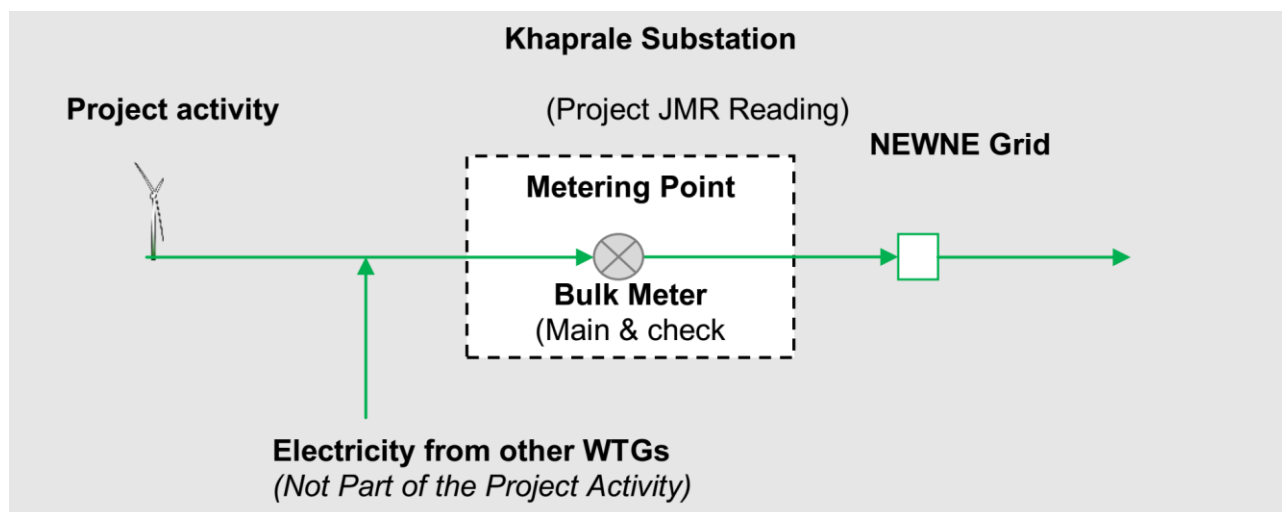 Khaprale Substation
Project activity
(Project JMR Reading)
NEWNE Grid
Metering Point
Bulk Meter
(Main & check
Electricity from other WTGs
(Not Part of the Project Activity)